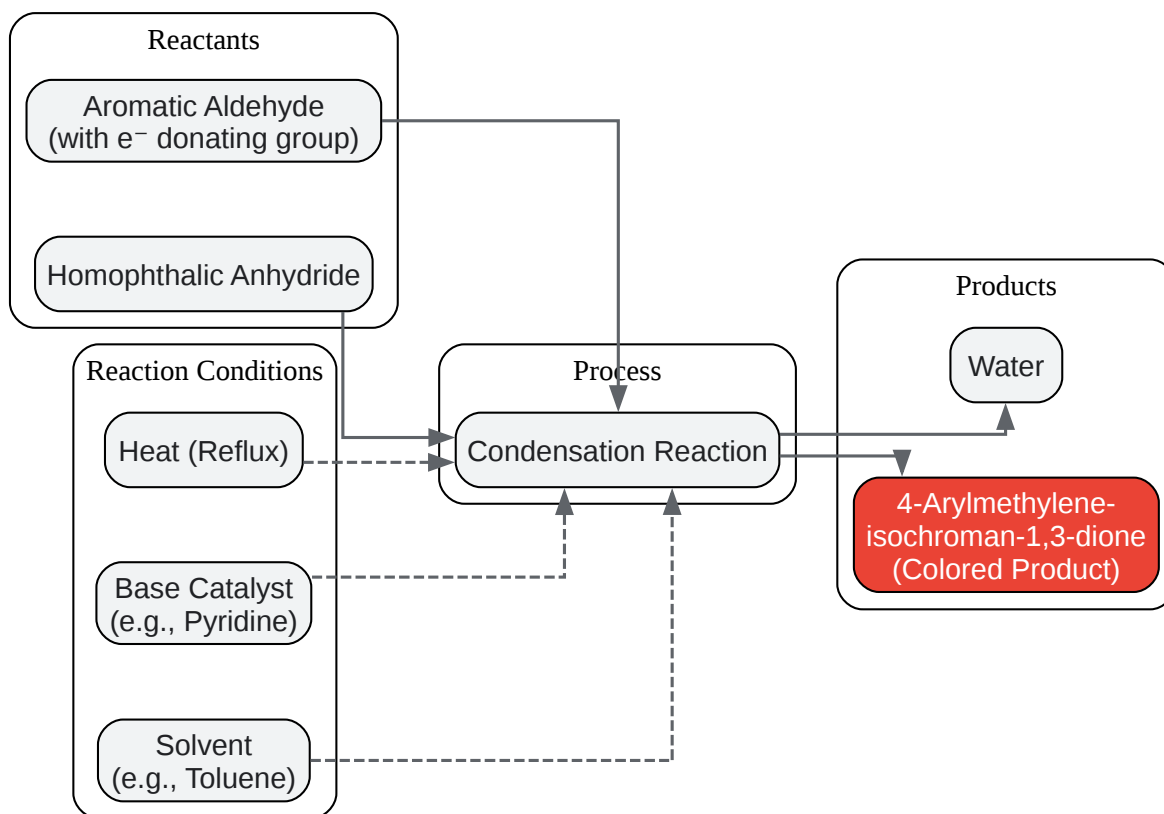 Reactants
Aromatic Aldehyde
(with e⁻ donating group)
Homophthalic Anhydride
Reaction Conditions
Heat (Reflux)
Base Catalyst
(e.g., Pyridine)
Solvent
(e.g., Toluene)
Process
Condensation Reaction
Products
Water
4-Arylmethylene-
isochroman-1,3-dione
(Colored Product)